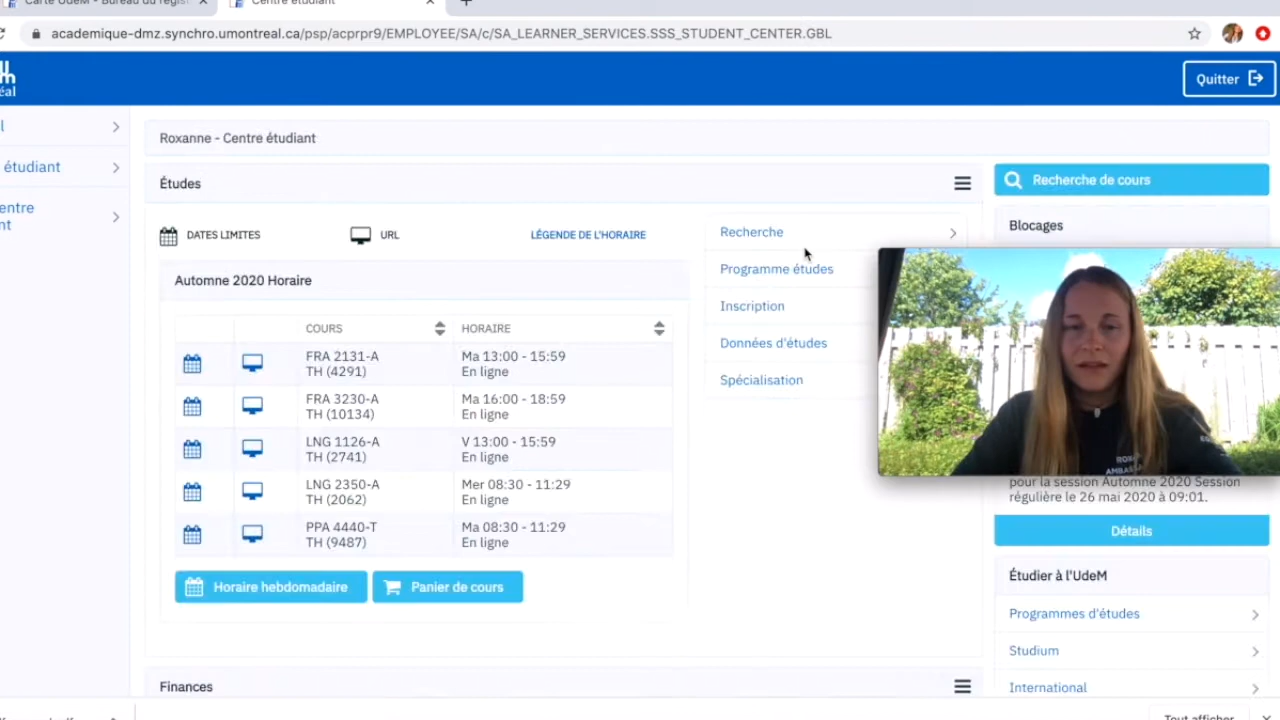 Centre étudiant
academique-dmz.synchro.umontreal.ca/psp/acprpr9/EMPLOYEE/SA/c/SA_LEARNER_SERVICES.SSS_STUDENT_CENTER.GBL
Quitter
étudiant
Roxanne - Centre étudiant
Études
DATES LIMITES
URL
LÉGENDE DE L'HORAIRE
Automne 2020 Horaire
COURS HORAIRE
FRA 2131-A Ma 13:00 - 15:59
TH (4291) En ligne
FRA 3230-A Ma 16:00 - 18:59
TH (10134) En ligne
LNG 1126-A V 13:00 - 15:59
TH (2741) En ligne
LNG 2350-A Mer 08:30 - 11:29
TH (2062) En ligne
PPA 4440-T Ma 08:30 - 11:29
TH (9487) En ligne
Horaire hebdomadaire
Panier de cours
Recherche
Programme études
Inscription
Données d'études
Spécialisation
Recherche de cours
Blocages
pour la session Automne 2020 Session
régulière le 26 mai 2020 à 09:01.
Détails
Étudier à l'UdeM
Programmes d'études
Studium
International
Finances
Tout afficher